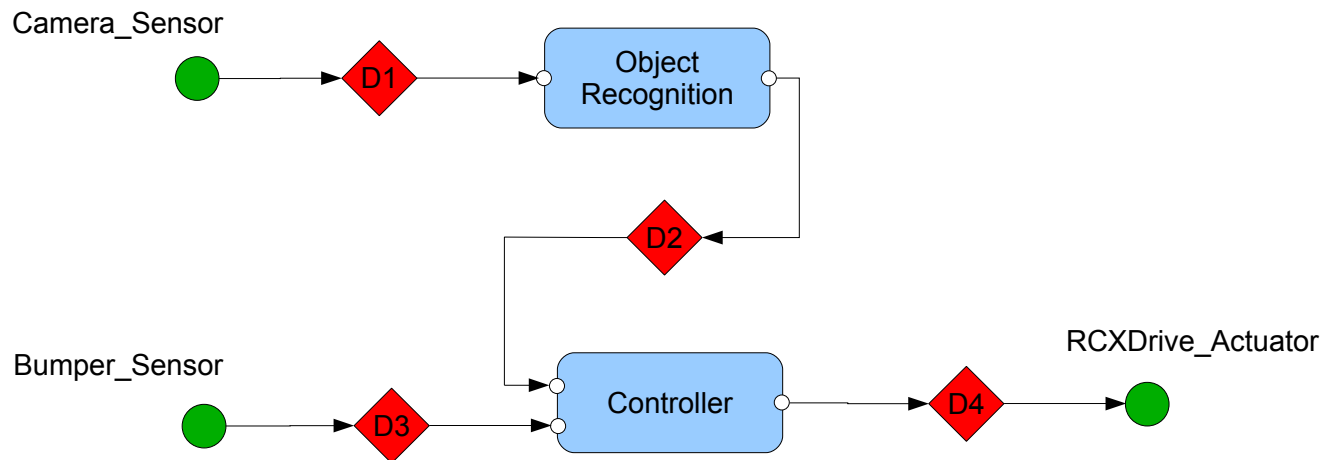 Camera_Sensor
D1
Object
Recognition
D2
Bumper_Sensor
D3
Controller
D4
RCXDrive_Actuator